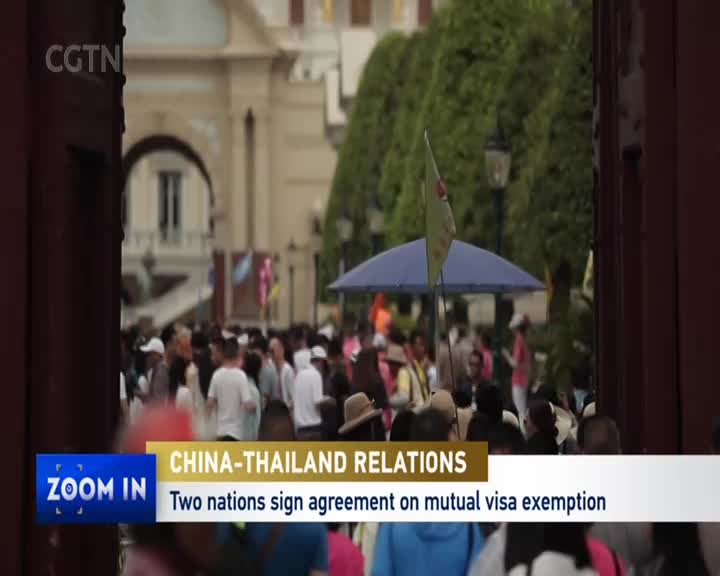 CGTN
CHINA-THAILAND RELATIONS
ZOOM IN
Two nations sign agreement on mutual visa exemption